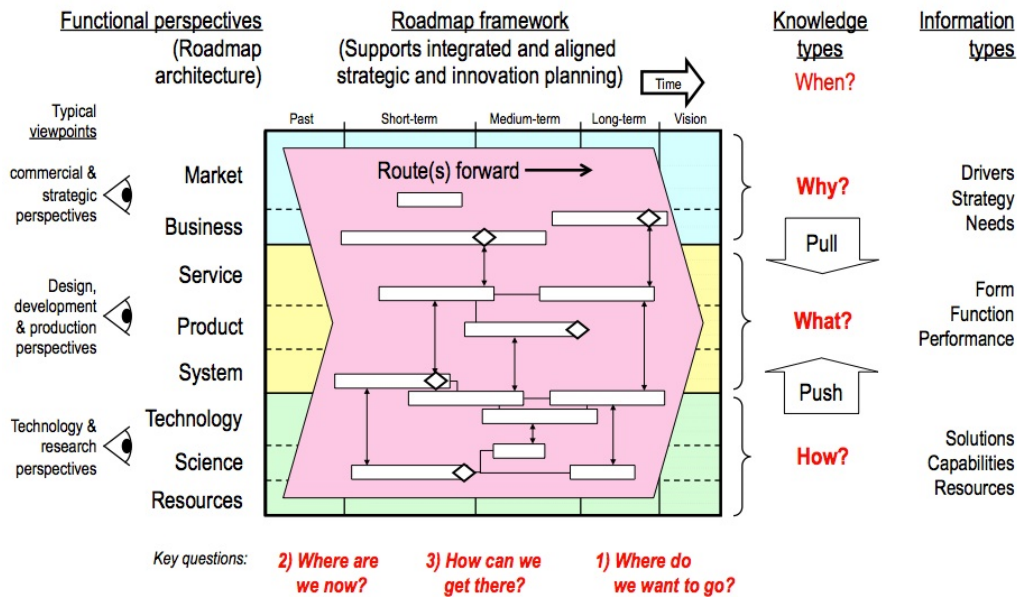 Functional perspectives
(Roadmap
architecture)
Roadmap framework
(Supports integrated and aligned
strategic and innovation planning)
Time
Knowledge
types
When?
Information
types
Typical
viewpoints
Past
Short-term
Medium-term
Long-term
Vision
commercial &
strategic
perspectives
Market
Business
Route(s) forward
Why?
Drivers
Strategy
Needs
Pull
Design,
development
& production
perspectives
Service
Product
System
What?
Form
Function
Performance
Push
Technology &
research
perspectives
Technology
Science
Resources
How?
Solutions
Capabilities
Resources
Key questions:
2) Where are
we now?
3) How can we
get there?
1) Where do
we want to go?